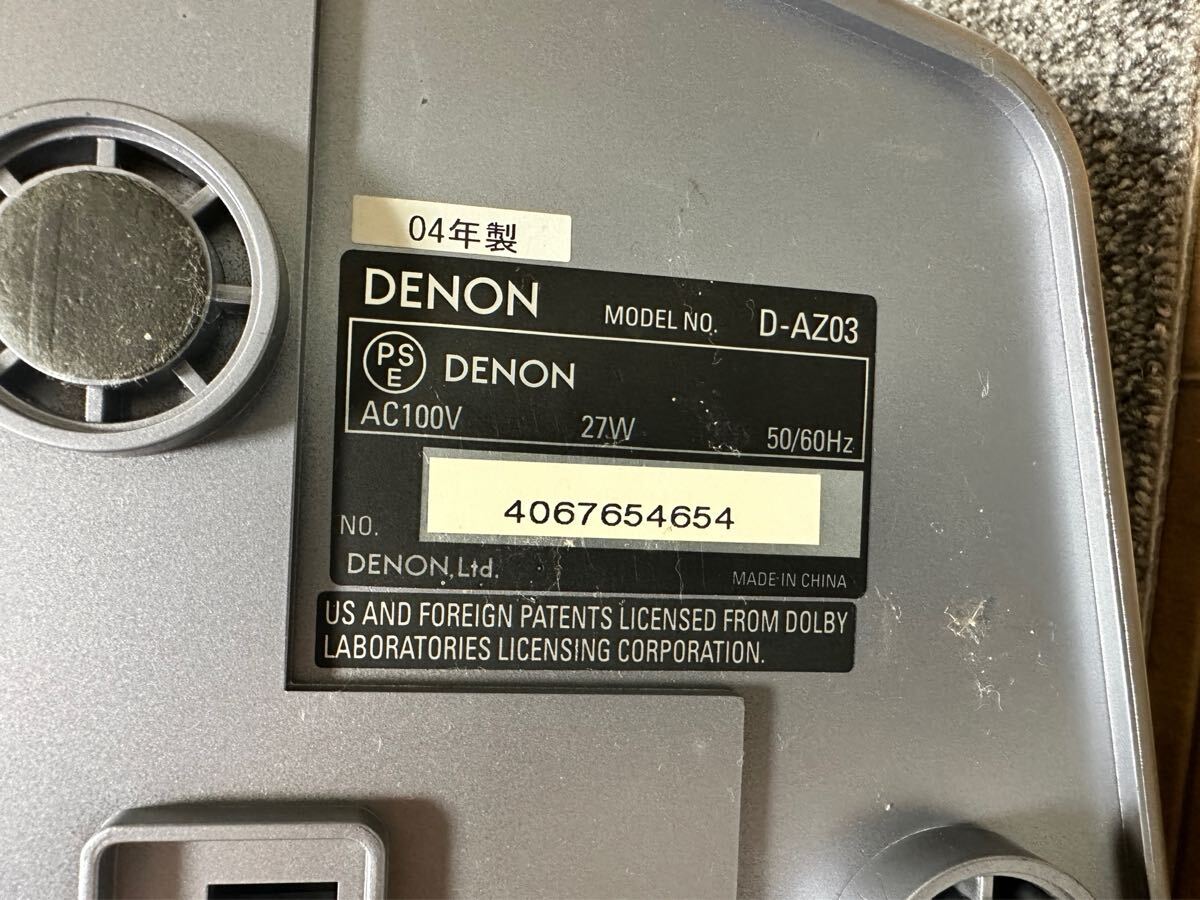 04年製
DENON MODEL NO. D-AZ03
PSE DENON
AC100V 27W 50/60Hz
NO. 4067654654
DENON, Ltd. MADE IN CHINA
US AND FOREIGN PATENTS LICENSED FROM DOLBY
LABORATORIES LICENSING CORPORATION.